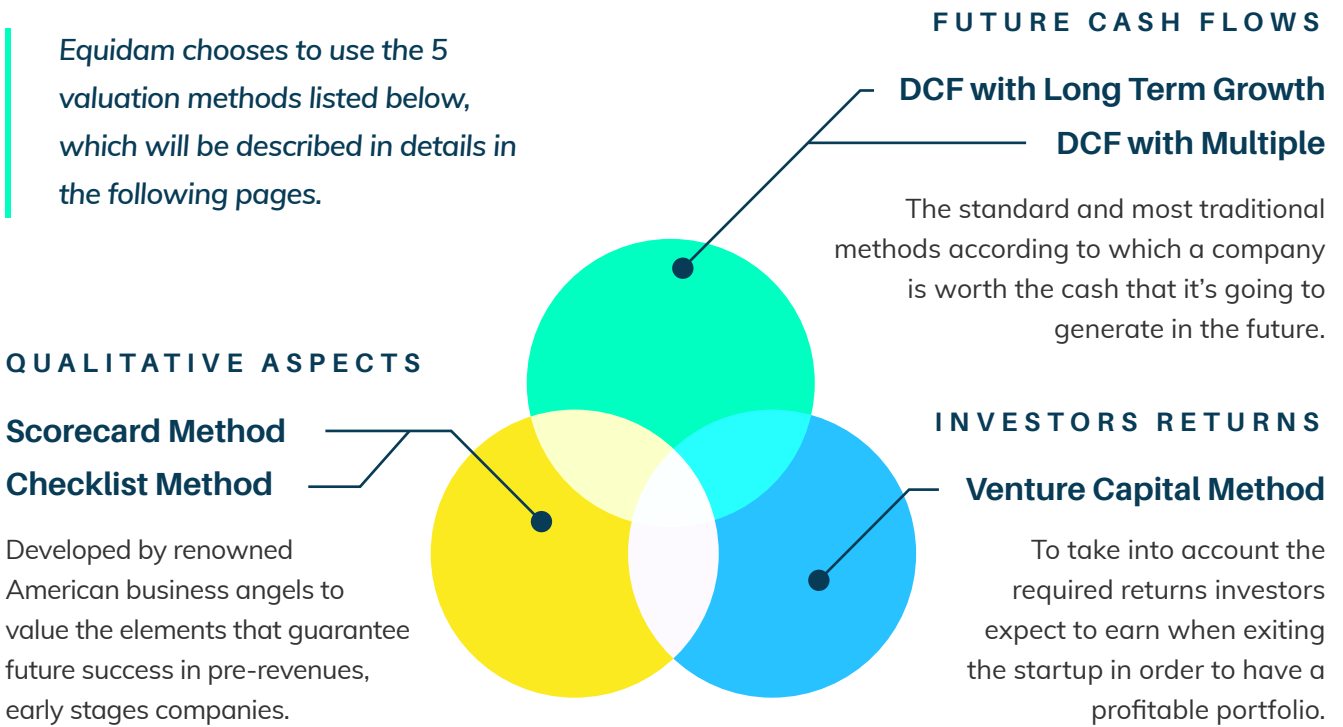 Equidam chooses to use the 5
valuation methods listed below,
which will be described in details in
the following pages.
FUTURE CASH FLOWS
DCF with Long Term Growth
DCF with Multiple
The standard and most traditional
methods according to which a company
is worth the cash that it’s going to
generate in the future.
QUALITATIVE ASPECTS
Scorecard Method
Checklist Method
Developed by renowned
American business angels to
value the elements that guarantee
future success in pre-revenues,
early stages companies.
INVESTORS RETURNS
Venture Capital Method
To take into account the
required returns investors
expect to earn when exiting
the startup in order to have a
profitable portfolio.